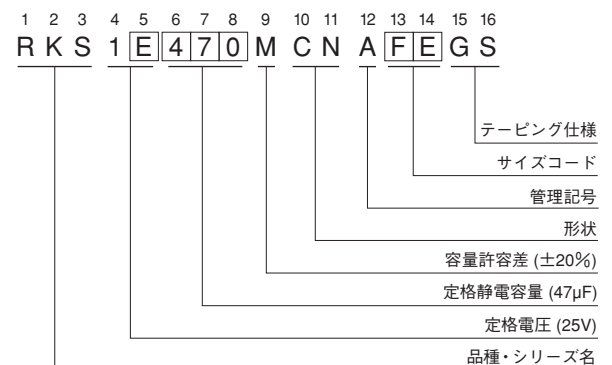 1 2 3 4 5 6 7 8 9 10 11 12 13 14 15 16
R K S 1 E 4 7 0 M C N A F E G S
テーピング仕様
サイズコード
管理記号
形状
容量許容差 (±20%)
定格静電容量 (47µF)
定格電圧 (25V)
品種・シリーズ名